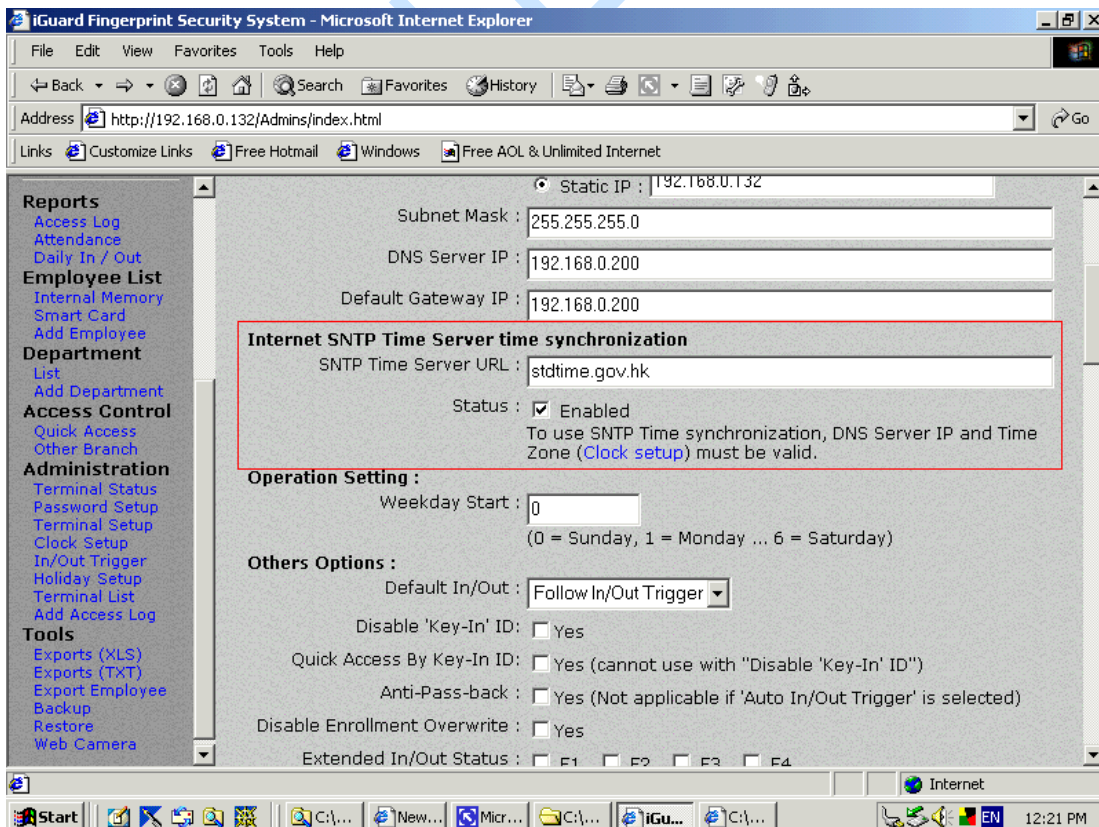 iGuard Fingerprint Security System - Microsoft Internet Explorer
File Edit View Favorites Tools Help
Back Search Favorites History
Address http://192.168.0.132/Admins/index.html Go
Links Customize Links Free Hotmail Windows Free AOL & Unlimited Internet
Reports
Access Log
Attendance
Daily In / Out
Employee List
Internal Memory
Smart Card
Add Employee
Department
List
Add Department
Access Control
Quick Access
Other Branch
Administration
Terminal Status
Password Setup
Terminal Setup
Clock Setup
In/Out Trigger
Holiday Setup
Terminal List
Add Access Log
Tools
Exports (XLS)
Exports (TXT)
Export Employee
Backup
Restore
Web Camera
Static IP : 192.168.0.132
Subnet Mask : 255.255.255.0
DNS Server IP : 192.168.0.200
Default Gateway IP : 192.168.0.200
Internet SNTP Time Server time synchronization
SNTP Time Server URL : stdtime.gov.hk
Status : Enabled
To use SNTP Time synchronization, DNS Server IP and Time
Zone (Clock setup) must be valid.
Operation Setting :
Weekday Start : 0
(0 = Sunday, 1 = Monday ... 6 = Saturday)
Others Options :
Default In/Out : Follow In/Out Trigger
Disable 'Key-In' ID: Yes
Quick Access By Key-In ID: Yes (cannot use with "Disable 'Key-In' ID")
Anti-Pass-back : Yes (Not applicable if 'Auto In/Out Trigger' is selected)
Disable Enrollment Overwrite : Yes
Extended In/Out Status : F1 F2 F3 F4
Internet
Start C:\... New... Micr... C:\... iGu... C:\... EN 12:21 PM